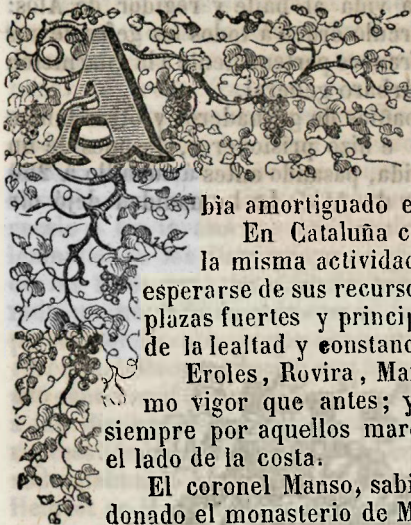 A
bia amortiguado e
En Cataluña c
la misma actividad
esperarse de sus recurso
plazas fuertes y princip
de la lealtad y constanc
Eroles, Rovira, Mar
mo vigor que antes; y
siempre por aquellos mar
el lado de la costa.
El coronel Manso, sabi
donado el monasterio de M